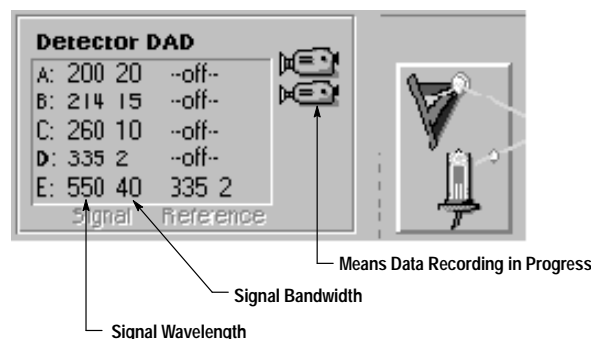 Detector DAD
A: 200 20 --off--
B: 214 15 --off--
C: 260 10 --off--
D: 335 2 --off--
E: 550 40 335 2
Signal Reference
Means Data Recording in Progress
Signal Bandwidth
Signal Wavelength